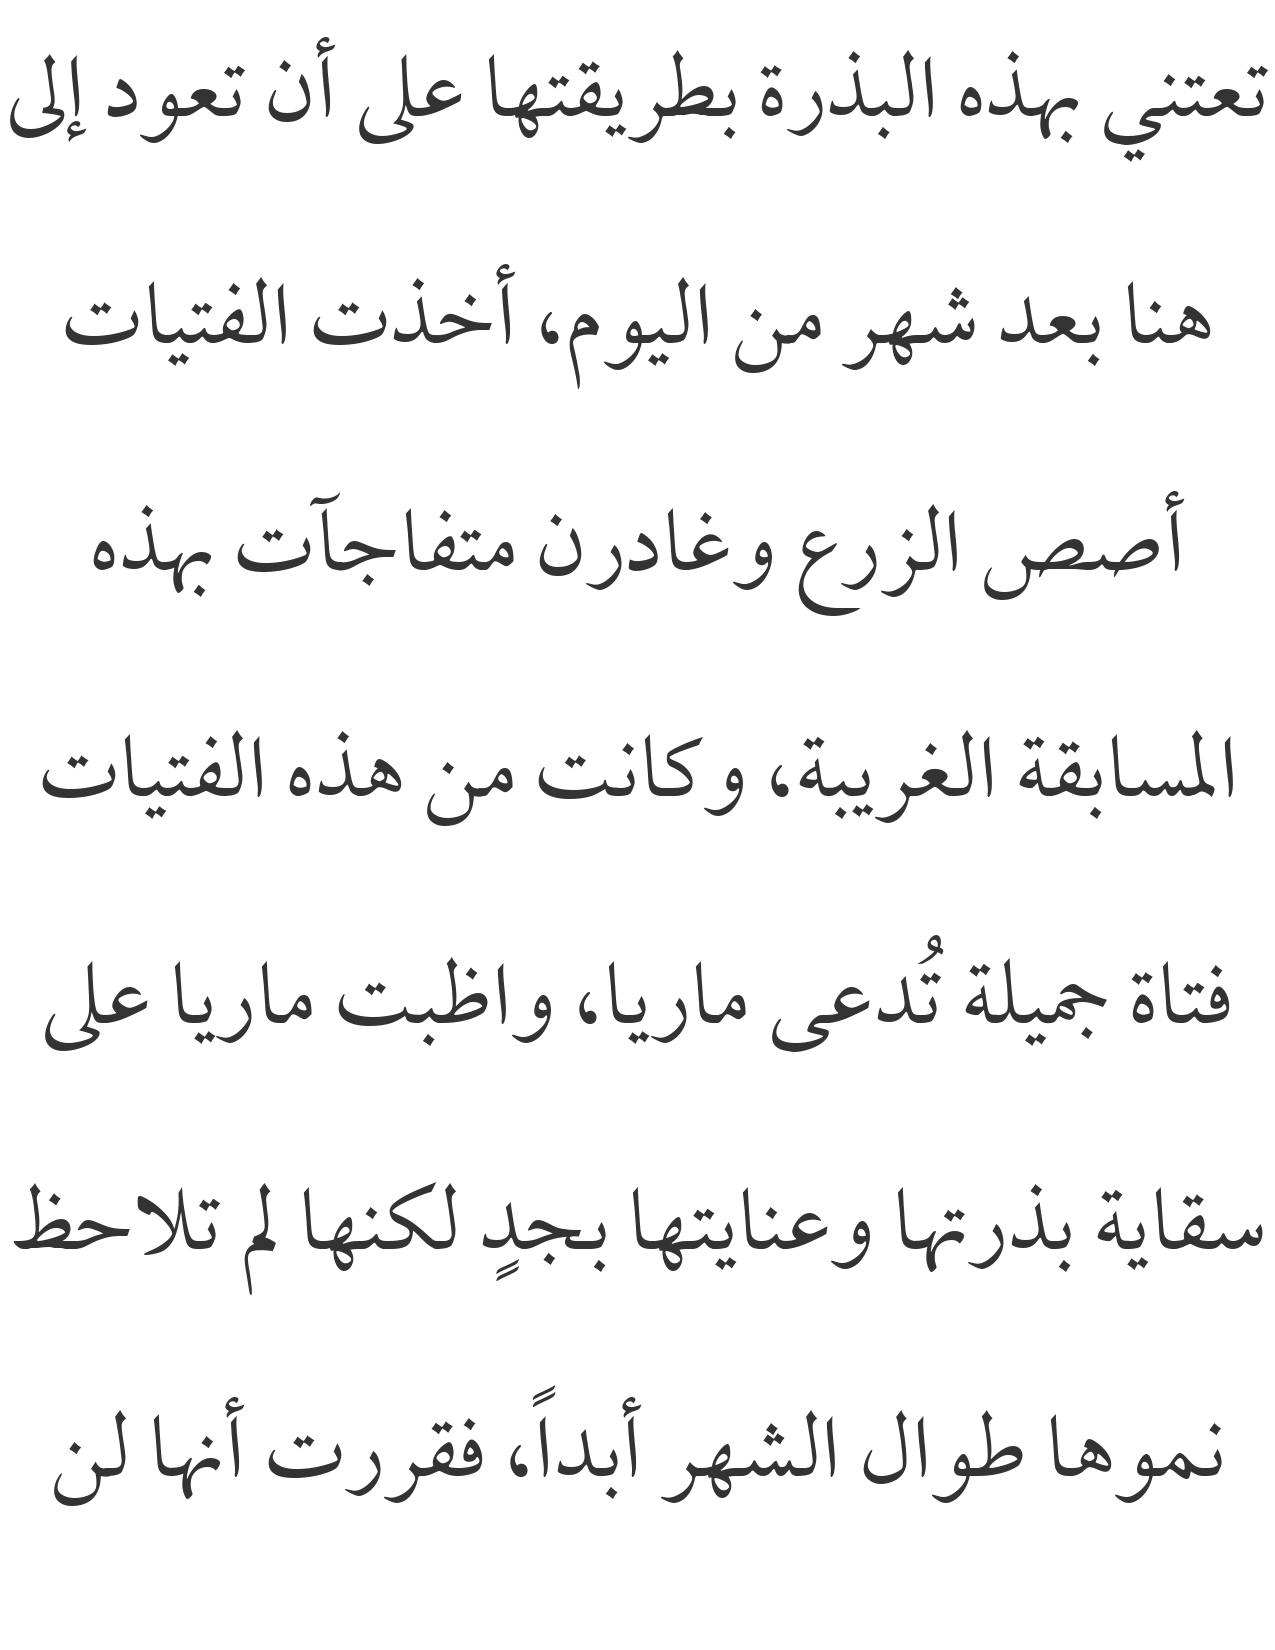 تعتني بهذه البذرة بطريقتها على أن تعود إلى
هنا بعد شهر من اليوم، أخذت الفتيات
أصص الزرع وغادرن متفاجآت بهذه
المسابقة الغريبة، وكانت من هذه الفتيات
فتاة جميلة تُدعى ماريا، واظبت ماريا على
سقاية بذرتها وعنايتها بجدٍ لكنها لم تلاحظ
نموها طوال الشهر أبداً، فقررت أنها لن